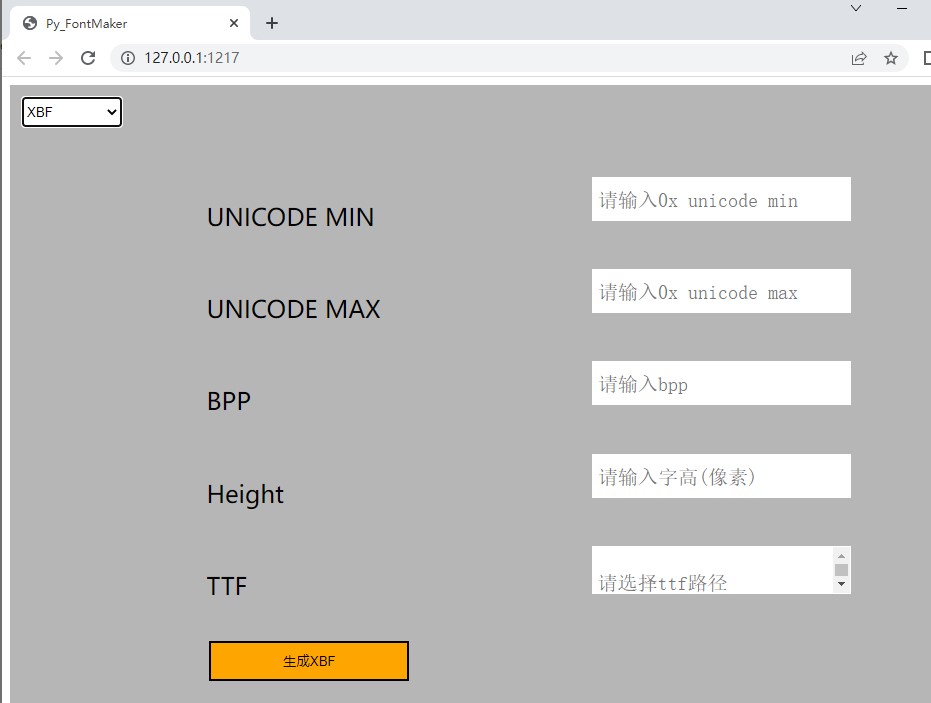 Py_FontMaker
127.0.0.1:1217
XBF
UNICODE MIN
请输入0x unicode min
UNICODE MAX
请输入0x unicode max
BPP
请输入bpp
Height
请输入字高(像素)
TTF
请选择ttf路径
生成XBF